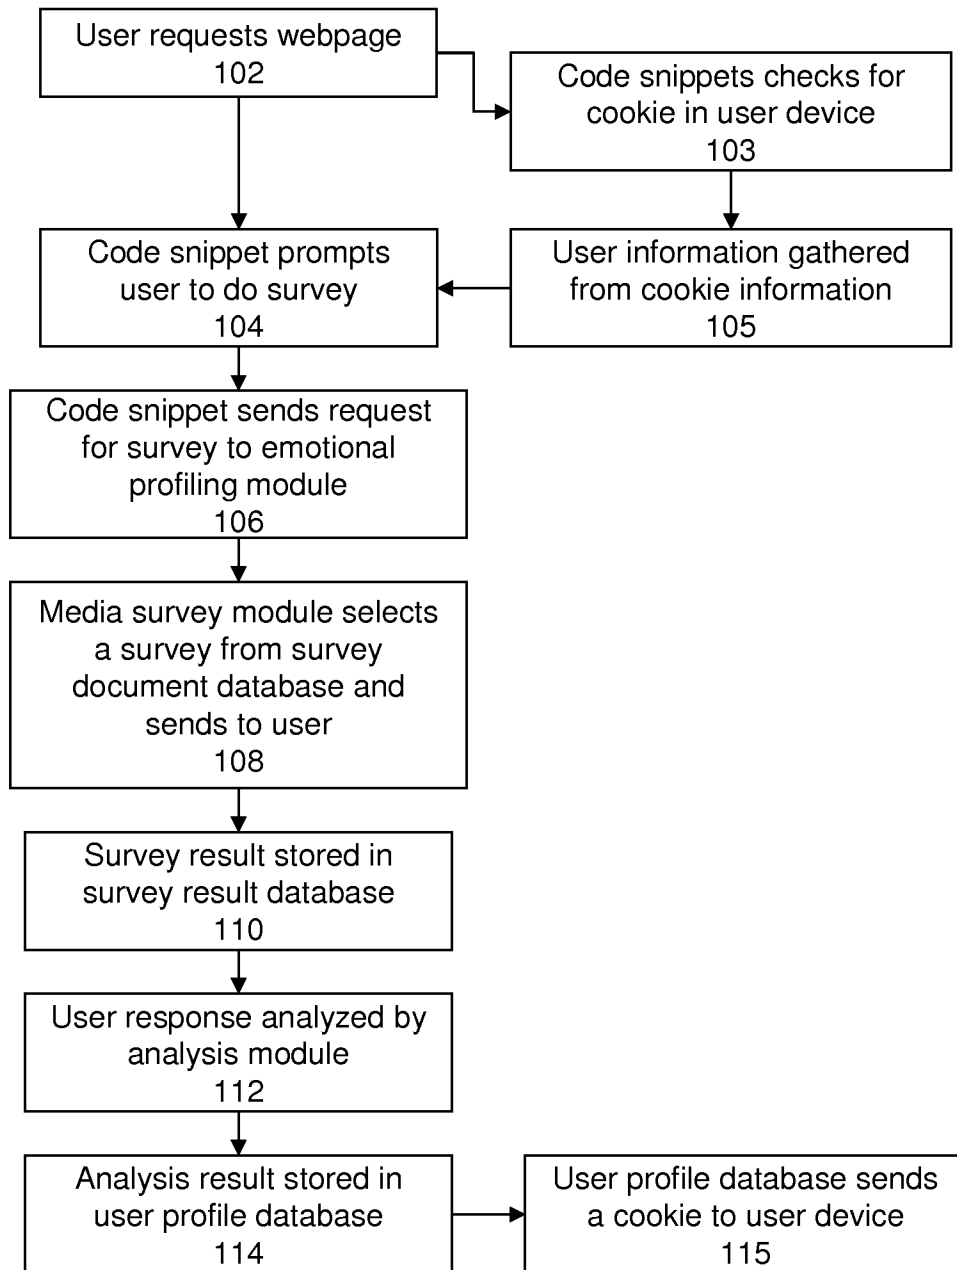 User requests webpage
102
Code snippets checks for
cookie in user device
103
Code snippet prompts
user to do survey
104
User information gathered
from cookie information
105
Code snippet sends request
for survey to emotional
profiling module
106
Media survey module selects
a survey from survey
document database and
sends to user
108
Survey result stored in
survey result database
110
User response analyzed by
analysis module
112
Analysis result stored in
user profile database
114
User profile database sends
a cookie to user device
115